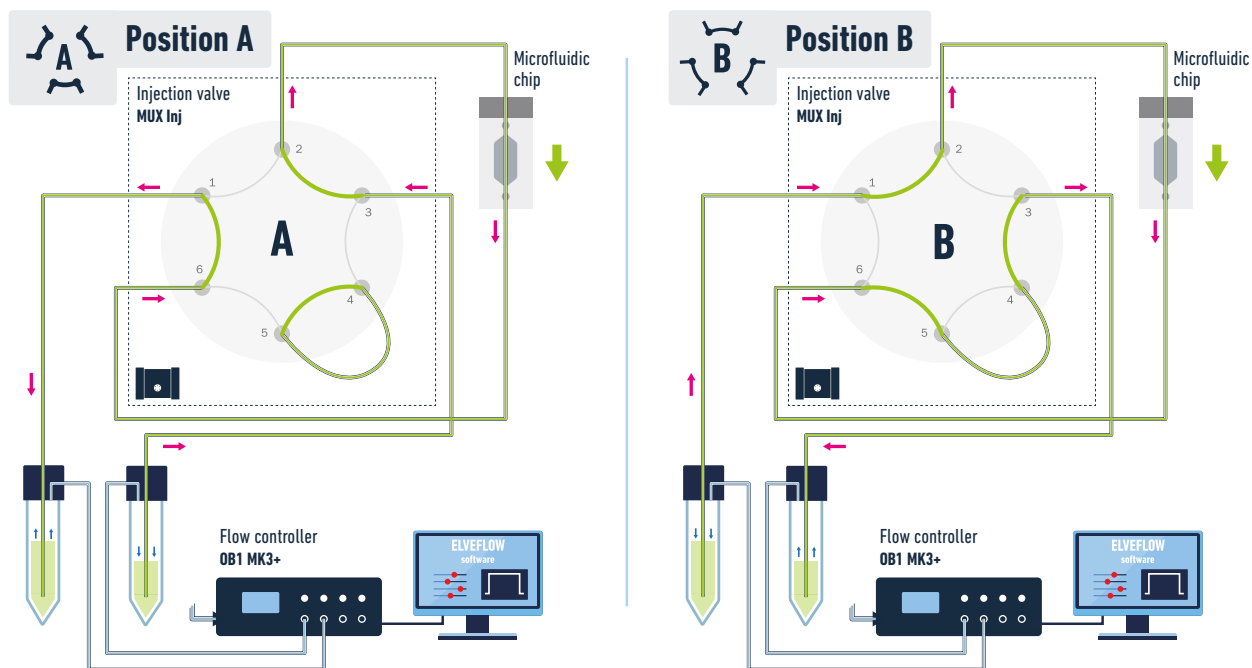 A
Position A
Injection valve
MUX Inj
Microfluidic
chip
1
2
3
A
6
4
5
Flow controller
OB1 MK3+
ELVEFLOW
software
B
Position B
Injection valve
MUX Inj
Microfluidic
chip
1
2
3
B
6
4
5
Flow controller
OB1 MK3+
ELVEFLOW
software